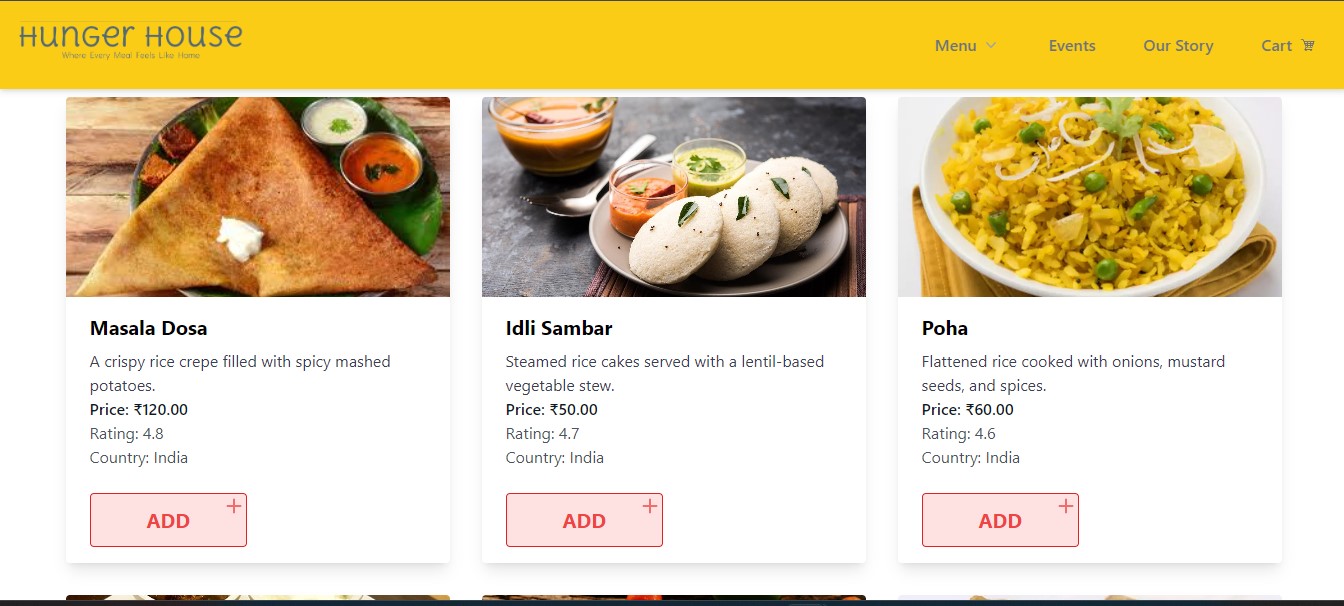 Hunger House
Where Every Meal Feels Like Home
Menu
Events
Our Story
Cart
Masala Dosa
A crispy rice crepe filled with spicy mashed
potatoes.
Price: ₹120.00
Rating: 4.8
Country: India
ADD +
Idli Sambar
Steamed rice cakes served with a lentil-based
vegetable stew.
Price: ₹50.00
Rating: 4.7
Country: India
ADD +
Poha
Flattened rice cooked with onions, mustard
seeds, and spices.
Price: ₹60.00
Rating: 4.6
Country: India
ADD +